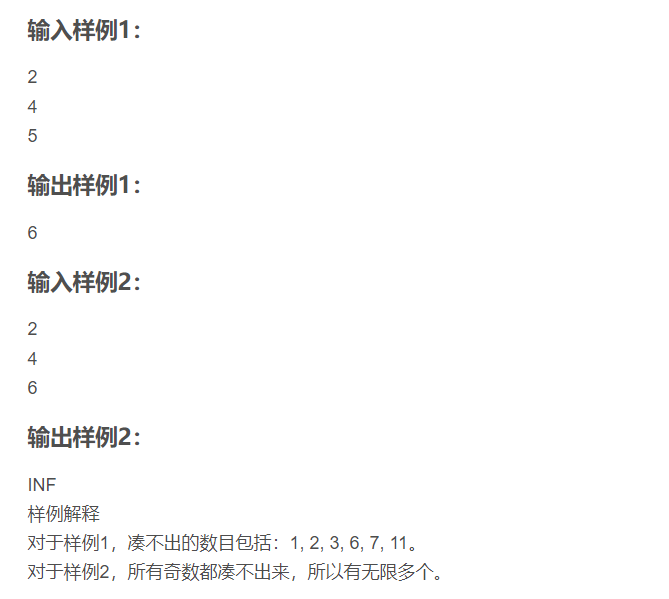 输入样例1：
2
4
5
输出样例1：
6
输入样例2：
2
4
6
输出样例2：
INF
样例解释
对于样例1，凑不出的数目包括：1, 2, 3, 6, 7, 11。
对于样例2，所有奇数都凑不出来，所以有无限多个。